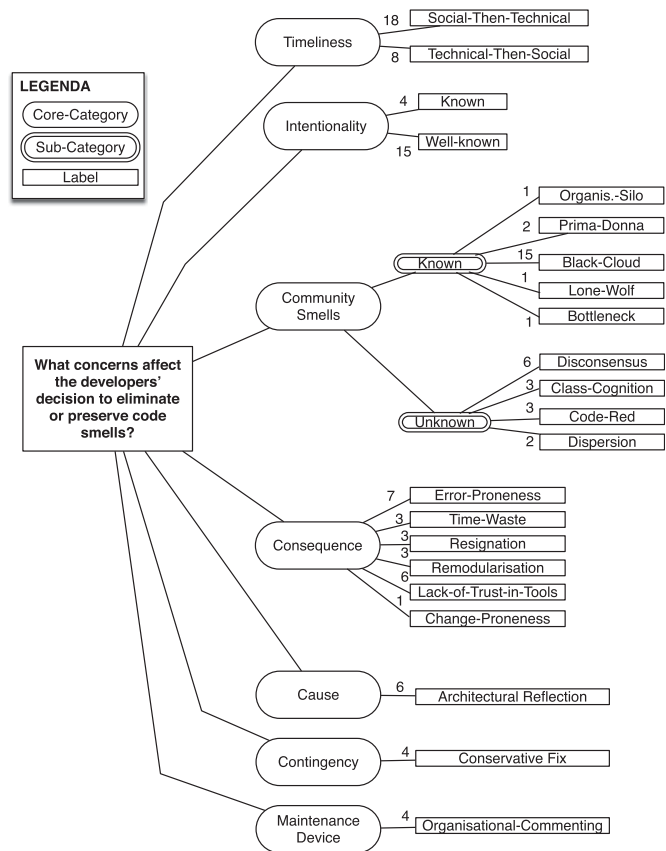 LEGENDA
Core-Category
Sub-Category
Label
What concerns affect
the developers'
decision to eliminate
or preserve code
smells?
Timeliness
18
Social-Then-Technical
8
Technical-Then-Social
Intentionality
4
Known
15
Well-known
Community
Smells
Known
1
Organis.-Silo
2
Prima-Donna
15
Black-Cloud
1
Lone-Wolf
1
Bottleneck
Unknown
6
Disconsensus
3
Class-Cognition
3
Code-Red
2
Dispersion
Consequence
7
Error-Proneness
3
Time-Waste
3
Resignation
3
Remodularisation
6
Lack-of-Trust-in-Tools
1
Change-Proneness
Cause
6
Architectural Reflection
Contingency
4
Conservative Fix
Maintenance
Device
4
Organisational-Commenting